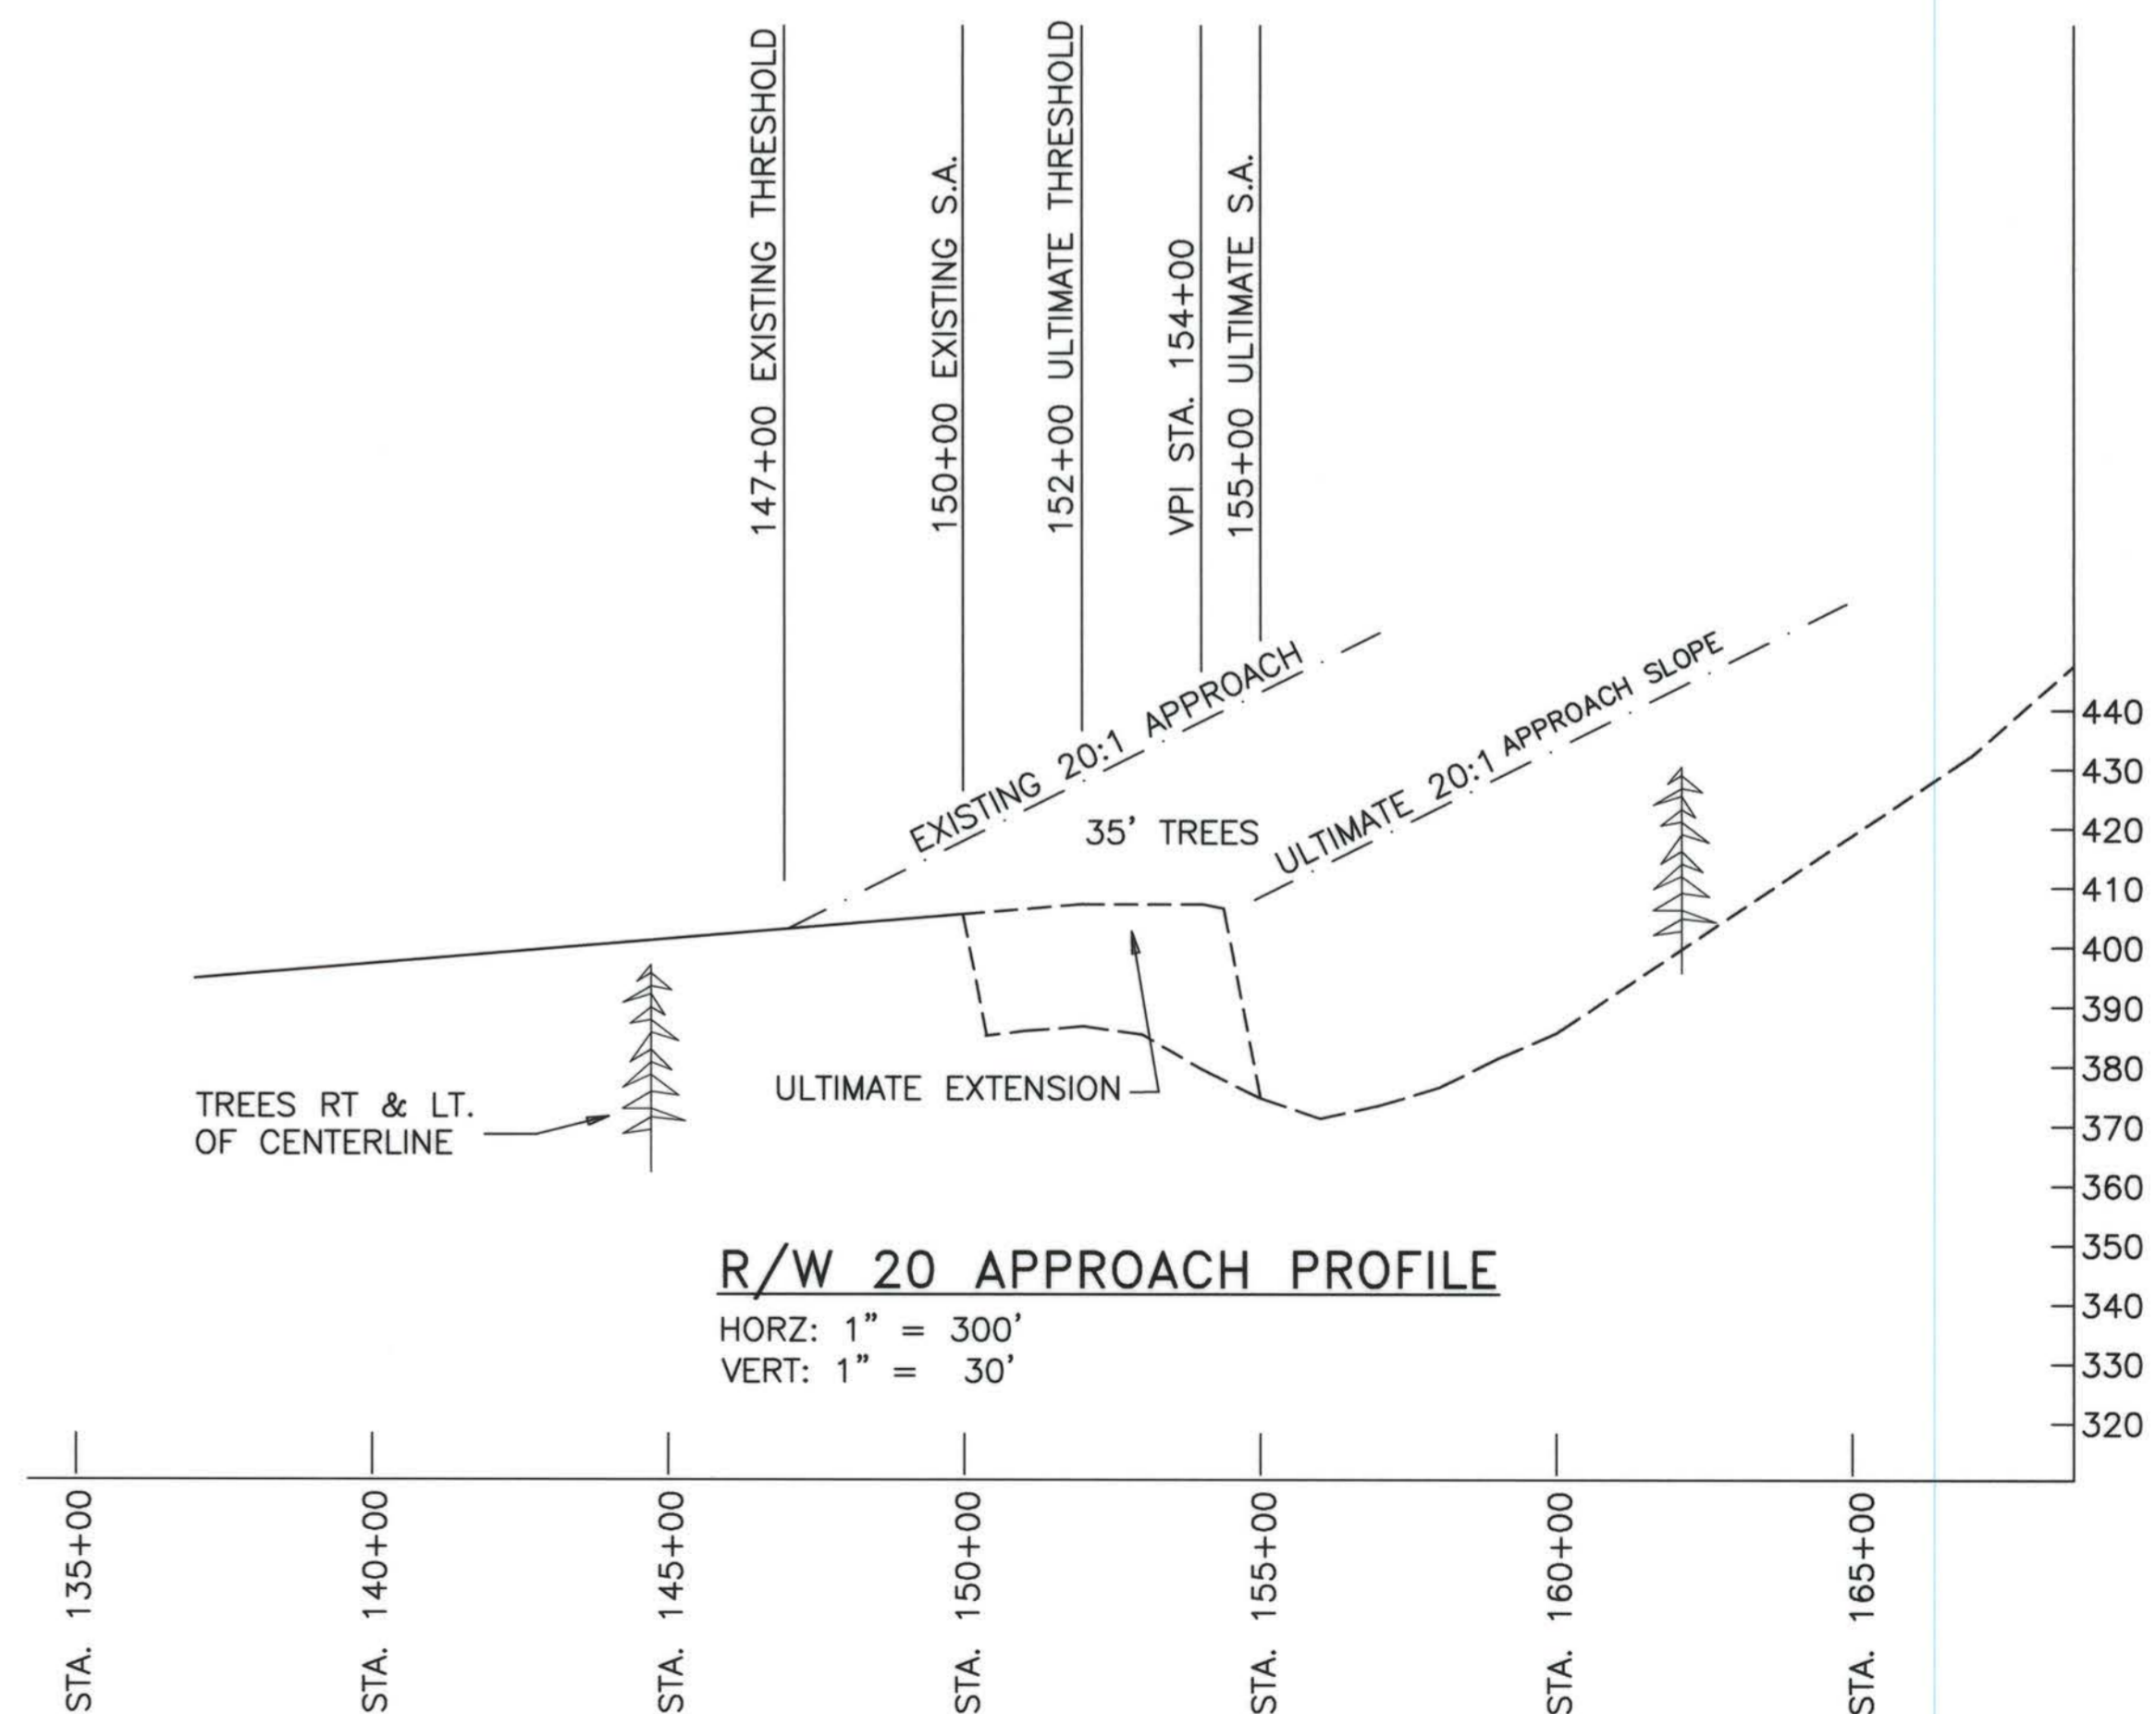 147+00 EXISTING THRESHOLD
150+00 EXISTING S.A.
152+00 ULTIMATE THRESHOLD
VPI STA. 154+00
155+00 ULTIMATE S.A.
EXISTING 20:1 APPROACH
ULTIMATE 20:1 APPROACH SLOPE
35' TREES
ULTIMATE EXTENSION
TREES RT & LT.
OF CENTERLINE
440
430
420
410
400
390
380
370
360
350
340
330
320
R/W 20 APPROACH PROFILE
HORZ: 1" = 300'
VERT: 1" = 30'
STA. 135+00
STA. 140+00
STA. 145+00
STA. 150+00
STA. 155+00
STA. 160+00
STA. 165+00